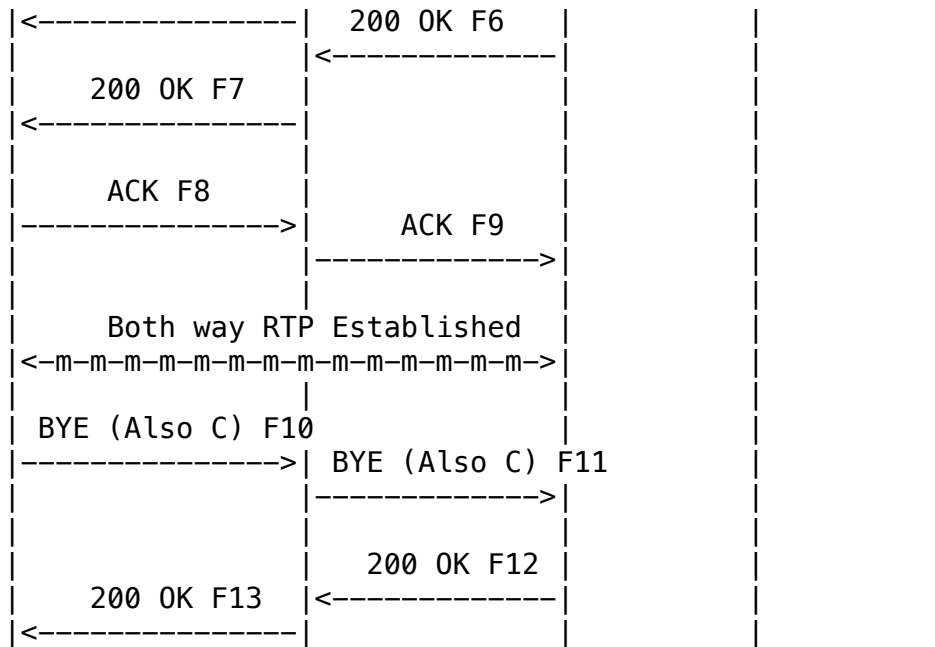 |<---------------|  200 OK F6   |          |
|                |<--------------|          |
|    200 OK F7   |              |          |
|<---------------|              |          |
|                |              |          |
|     ACK F8     |              |          |
|--------------->|     ACK F9   |          |
|                |------------->|          |
|                |              |          |
|     Both way RTP Established  |          |
|<-m-m-m-m-m-m-m-m-m-m-m-m-m-m->|          |
|                |              |          |
| BYE (Also C) F10              |          |
|--------------->| BYE (Also C) F11        |
|                |------------->|          |
|                |              |          |
|                |   200 OK F12 |          |
|    200 OK F13  |<--------------|          |
|<---------------|              |          |